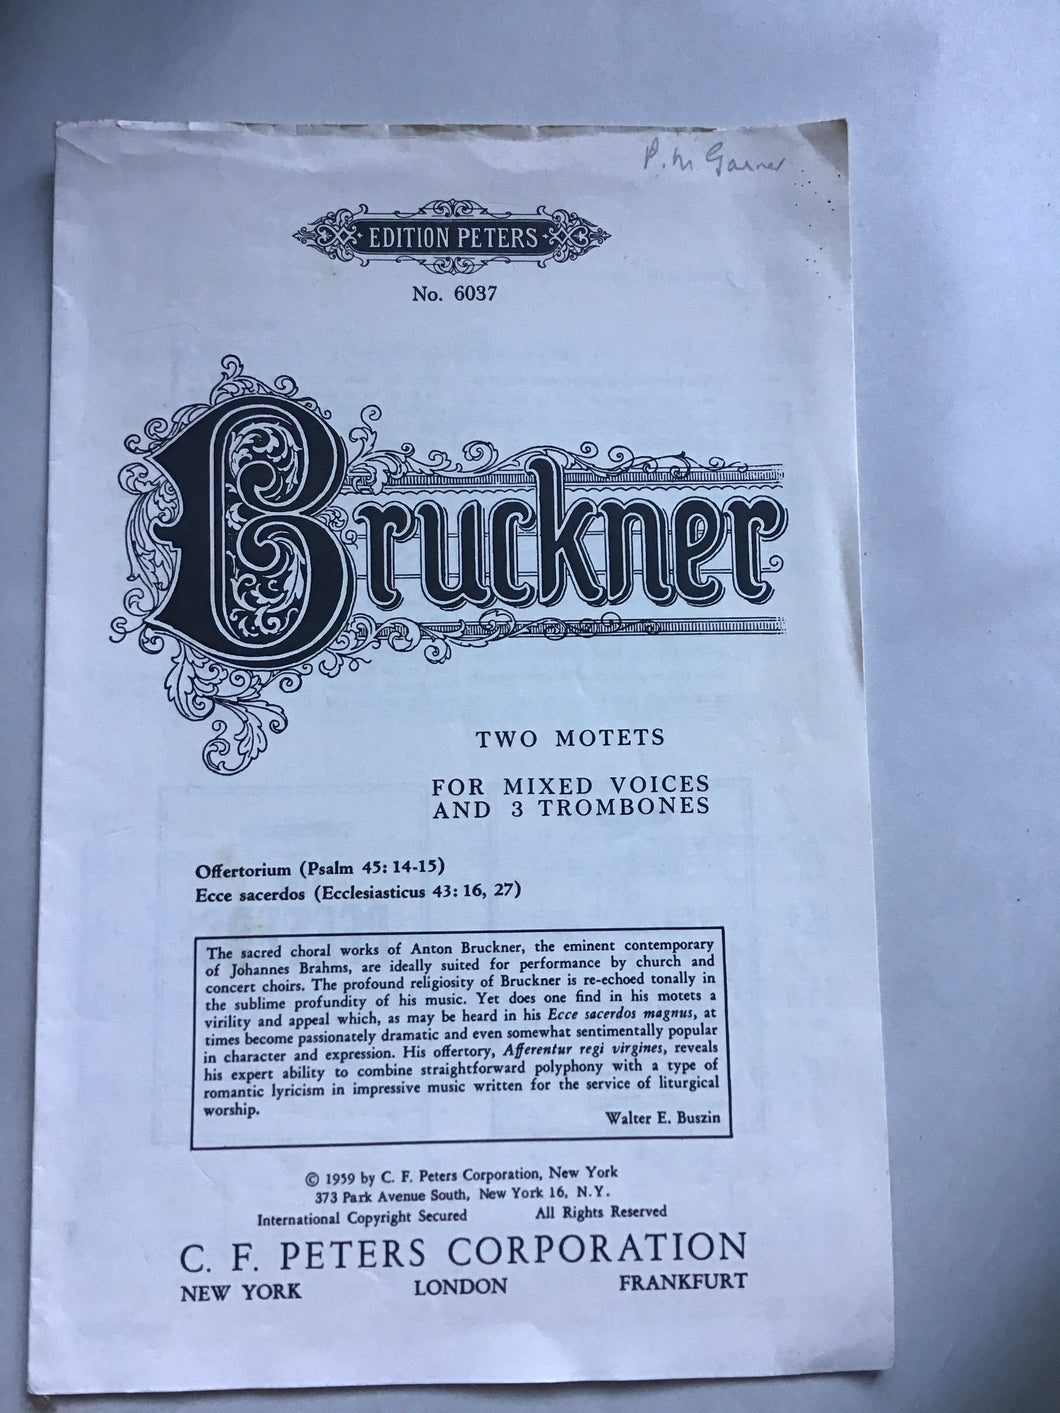 P. M. Garner
EDITION PETERS
No. 6037
Bruckner
TWO MOTETS
FOR MIXED VOICES
AND 3 TROMBONES
Offertorium (Psalm 45: 14-15)
Ecce sacerdos (Ecclesiasticus 43: 16, 27)
The sacred choral works of Anton Bruckner, the eminent contemporary
of Johannes Brahms, are ideally suited for performance by church and
concert choirs. The profound religiosity of Bruckner is re-echoed tonally in
the sublime profundity of his music. Yet does one find in his motets a
virility and appeal which, as may be heard in his Ecce sacerdos magnus, at
times become passionately dramatic and even somewhat sentimentally popular
in character and expression. His offertory, Afferentur regi virgines, reveals
his expert ability to combine straightforward polyphony with a type of
romantic lyricism in impressive music written for the service of liturgical
worship.
Walter E. Buszin
© 1959 by C. F. Peters Corporation, New York
373 Park Avenue South, New York 16, N.Y.
International Copyright Secured All Rights Reserved
C. F. PETERS CORPORATION
NEW YORK LONDON FRANKFURT